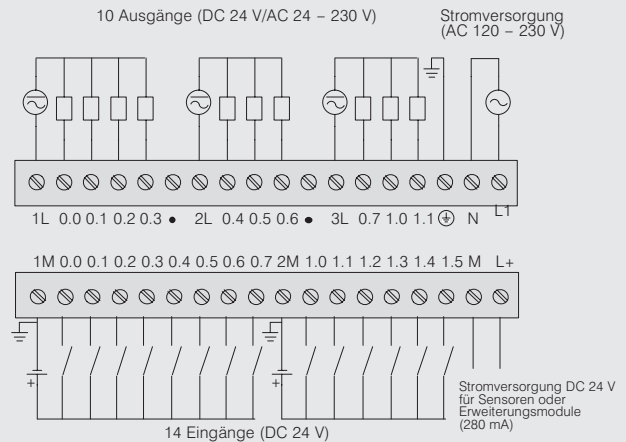 10 Ausgänge (DC 24 V/AC 24 – 230 V)
Stromversorgung
(AC 120 – 230 V)
1L 0.0 0.1 0.2 0.3 • 2L 0.4 0.5 0.6 • 3L 0.7 1.0 1.1 N L1
1M 0.0 0.1 0.2 0.3 0.4 0.5 0.6 0.7 2M 1.0 1.1 1.2 1.3 1.4 1.5 M L+
+
+
Stromversorgung DC 24 V
für Sensoren oder
Erweiterungsmodule
(280 mA)
14 Eingänge (DC 24 V)